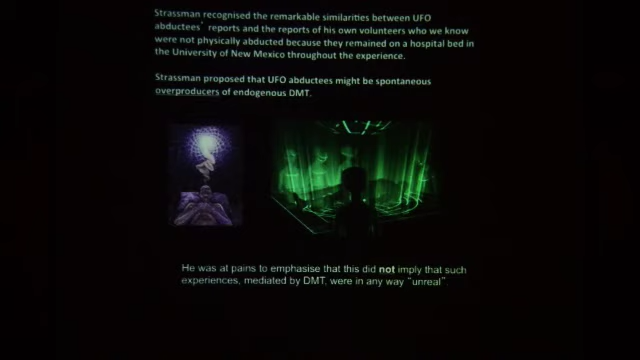 Strassman recognised the remarkable similarities between UFO
abductees' reports and the reports of his own volunteers who we know
were not physically abducted because they remained on a hospital bed in
the University of New Mexico throughout the experience.
Strassman proposed that UFO abductees might be spontaneous
overproducers of endogenous DMT.
He was at pains to emphasise that this did not imply that such
experiences, mediated by DMT, were in any way "unreal".